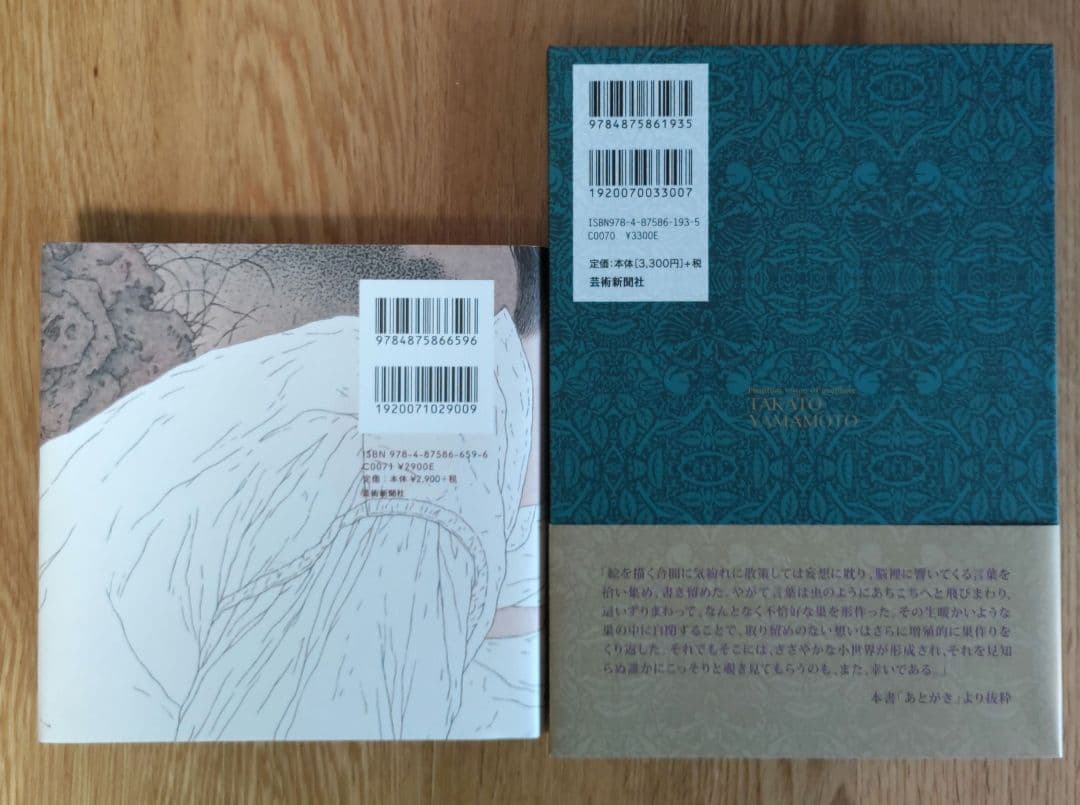 9784875866596
1920071029009
ISBN 978-4-87586-659-6
C0071 ¥2900E
定価:本体 ¥2,900+税
芸術新聞社
9784875861935
1920070033007
ISBN978-4-87586-193-5
C0070 ¥3300E
定価:本体[3,300円]+税
芸術新聞社
TAKATO
YAMAMOTO
「絵を描く合間に気紛れに散策しては妄想に耽り、脳裡に響いてくる言葉を
拾い集め、書き留めた。やがて言葉は虫のようにあちこちへと飛びまわり、
這いずりまわって、なんとなく不恰好な巣を形作った。その生暖かいような
巣の中に自閉することで、取り留めのない想いはさらに増殖的に巣作りを
くり返した。それでもそこには、ささやかな小世界が形成され、それを見知
らぬ誰かにこっそりと覗き見てもらうのも、また、幸いである。」
本書「あとがき」より抜粋